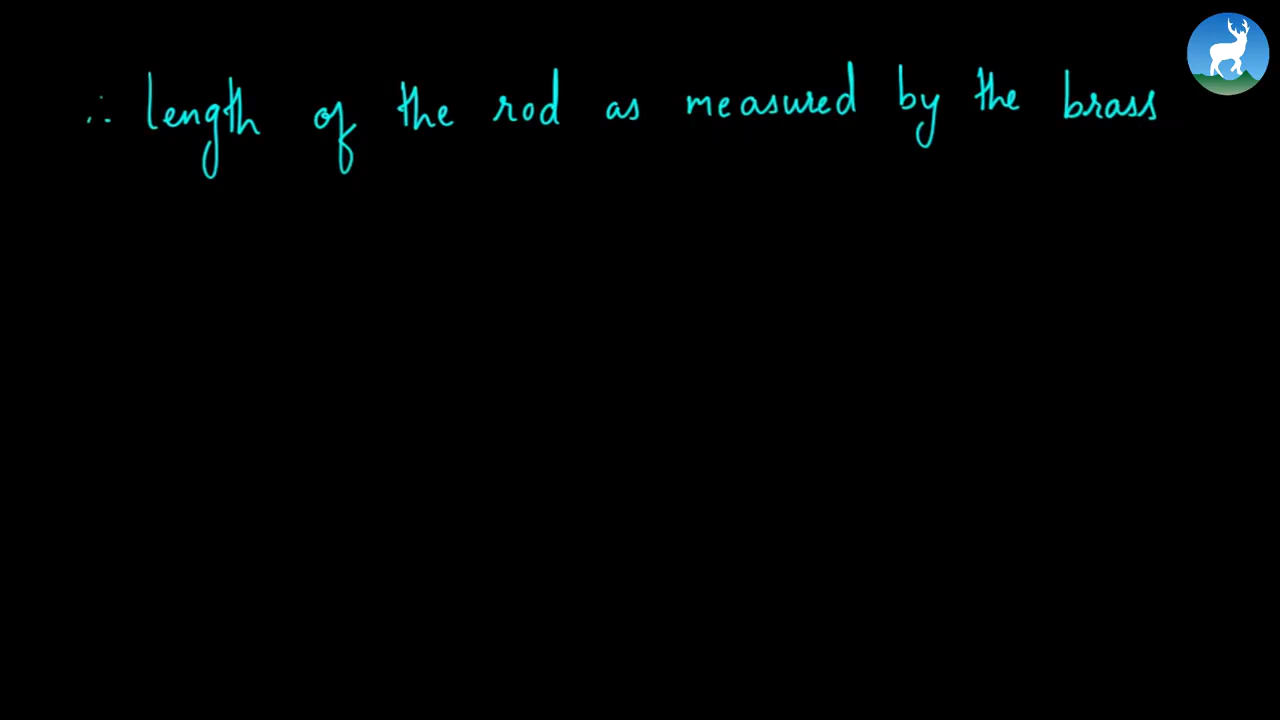 ∴ length of the rod as measured by the brass